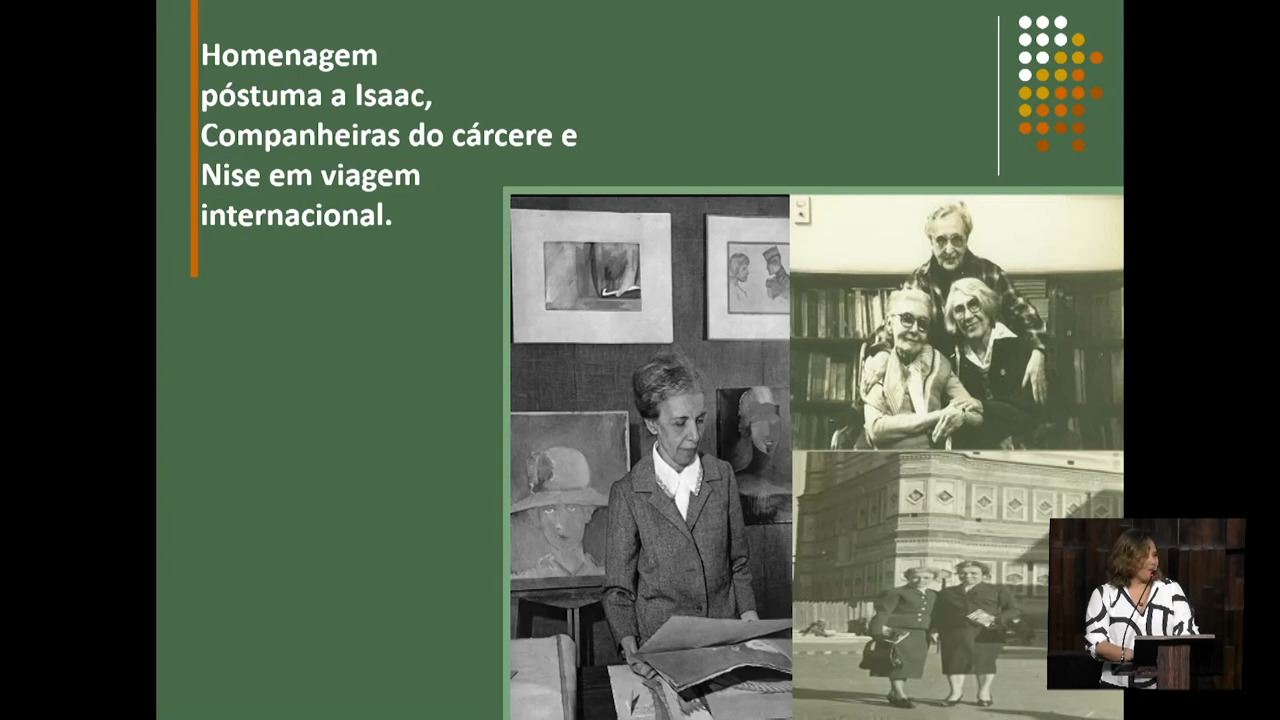 Homenagem
póstuma a Isaac,
Companheiras do cárcere e
Nise em viagem
internacional.